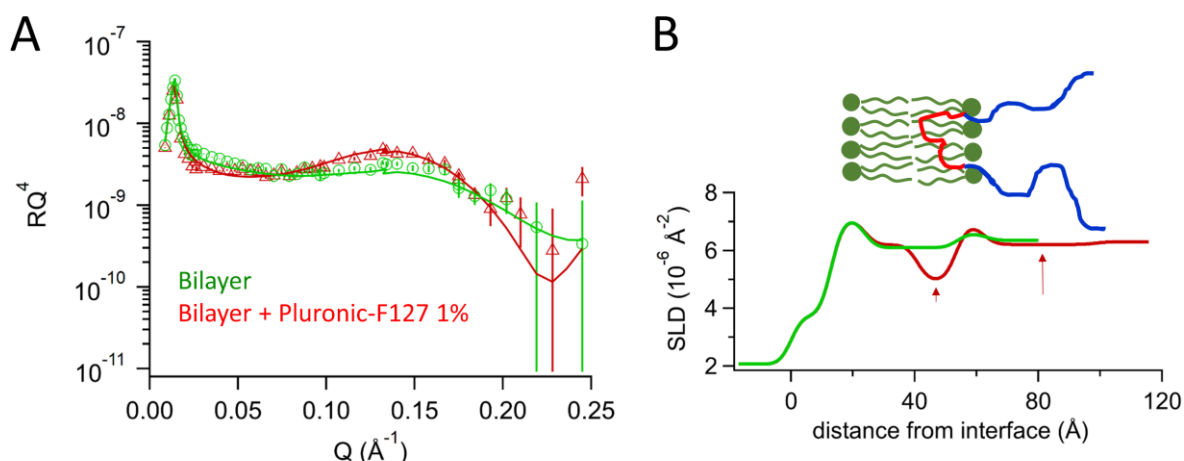 A
10⁻⁷
10⁻⁸
10⁻⁹
10⁻¹⁰
10⁻¹¹
RQ⁴
Bilayer
Bilayer + Pluronic-F127 1%
0.00 0.05 0.10 0.15 0.20 0.25
Q (Å⁻¹)
B
8
6
4
2
SLD (10⁻⁶ Å⁻²)
0 40 80 120
distance from interface (Å)